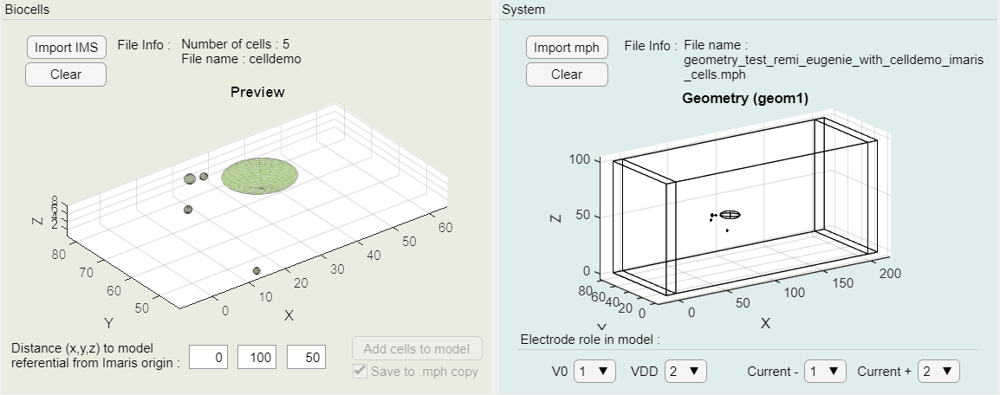 Biocells
Import IMS
Clear
File Info :
Number of cells : 5
File name : celldemo
Preview
8
6
4
2
Z
80
70
60
50
Y
0
10
20
30
40
50
60
X
Distance (x,y,z) to model
referential from Imaris origin :
0
100
50
Add cells to model
Save to .mph copy
System
Import mph
Clear
File Info :
File name :
geometry_test_remi_eugenie_with_celldemo_imaris
_cells.mph
Geometry (geom1)
100
50
0
Z
80
60
40
20
0
Y
0
50
100
150
200
X
Electrode role in model :
V0 1 ▼ VDD 2 ▼ Current - 1 ▼ Current + 2 ▼